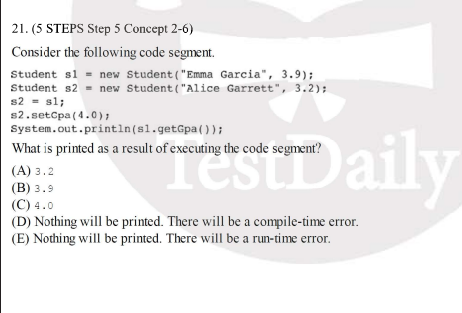 21. (5 STEPS Step 5 Concept 2-6)
Consider the following code segment.
Student s1 = new Student("Emma Garcia", 3.9);
Student s2 = new Student("Alice Garrett", 3.2);
s2 = s1;
s2.setGpa(4.0);
System.out.println(s1.getGpa());
What is printed as a result of executing the code segment?
TestDaily
(A) 3.2
(B) 3.9
(C) 4.0
(D) Nothing will be printed. There will be a compile-time error.
(E) Nothing will be printed. There will be a run-time error.